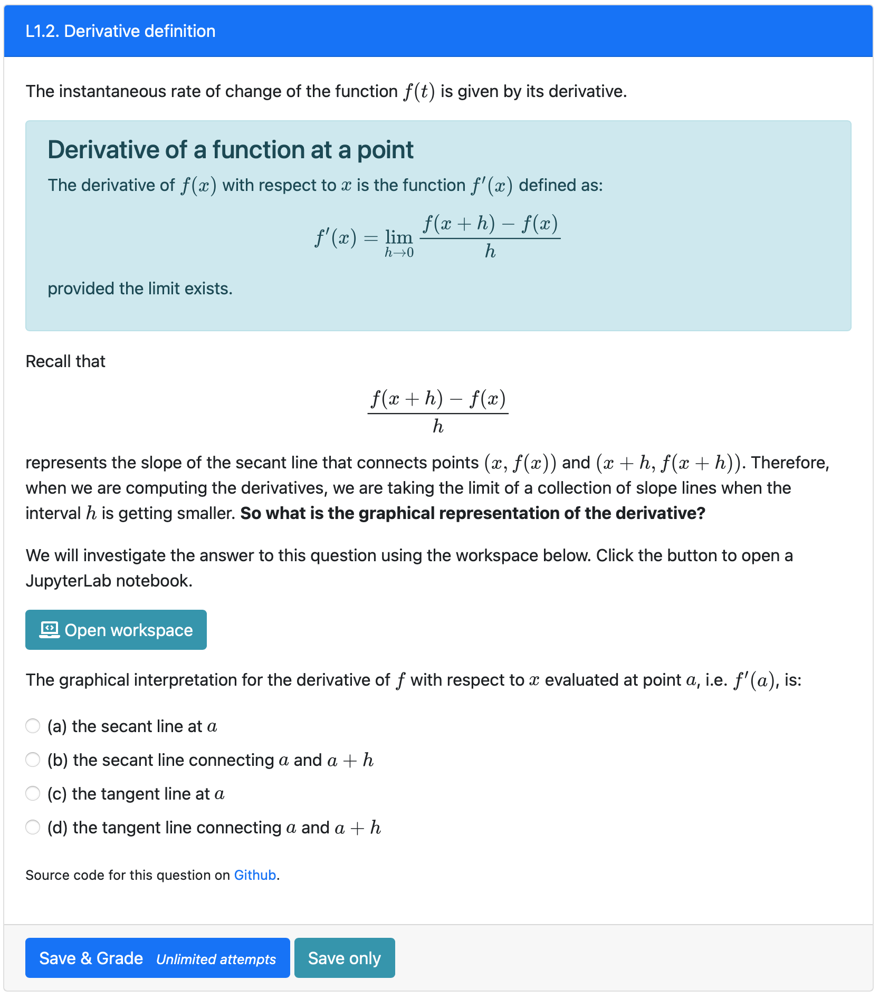 L1.2. Derivative definition
The instantaneous rate of change of the function f(t) is given by its derivative.
Derivative of a function at a point
The derivative of f(x) with respect to x is the function f′(x) defined as:
f′(x) = lim_{h→0} \frac{f(x + h) − f(x)}{h}
provided the limit exists.
Recall that
\frac{f(x + h) − f(x)}{h}
represents the slope of the secant line that connects points (x, f(x)) and (x + h, f(x + h)). Therefore,
when we are computing the derivatives, we are taking the limit of a collection of slope lines when the
interval h is getting smaller. So what is the graphical representation of the derivative?
We will investigate the answer to this question using the workspace below. Click the button to open a
JupyterLab notebook.
Open workspace
The graphical interpretation for the derivative of f with respect to x evaluated at point a, i.e. f′(a), is:
(a) the secant line at a
(b) the secant line connecting a and a + h
(c) the tangent line at a
(d) the tangent line connecting a and a + h
Source code for this question on Github.
Save & Grade Unlimited attempts Save only